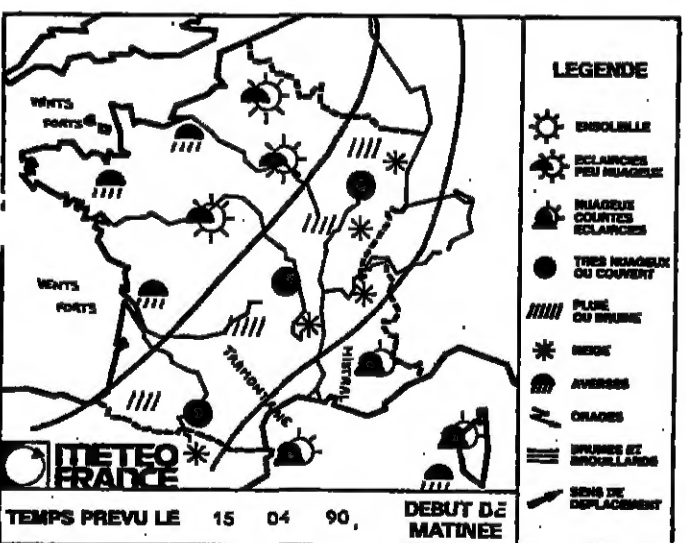 VENTS
FORTS
VENTS
FORTS
TRAMONTANE
MISTRAL
METEO
FRANCE
TEMPS PREVU LE 15 04 90,
DEBUT DE
MATINEE
LEGENDE
ENSOLEILLE
ECLAIRCIES
PEU NUAGEUX
NUAGEUX
COURTES
ECLAIRCIES
TRES NUAGEUX
OU COUVERT
PLUIE
OU BRUINE
NEIGE
AVERSES
ORAGES
BRUMES ET
BROUILLARDS
SENS DE
DEPLACEMENT